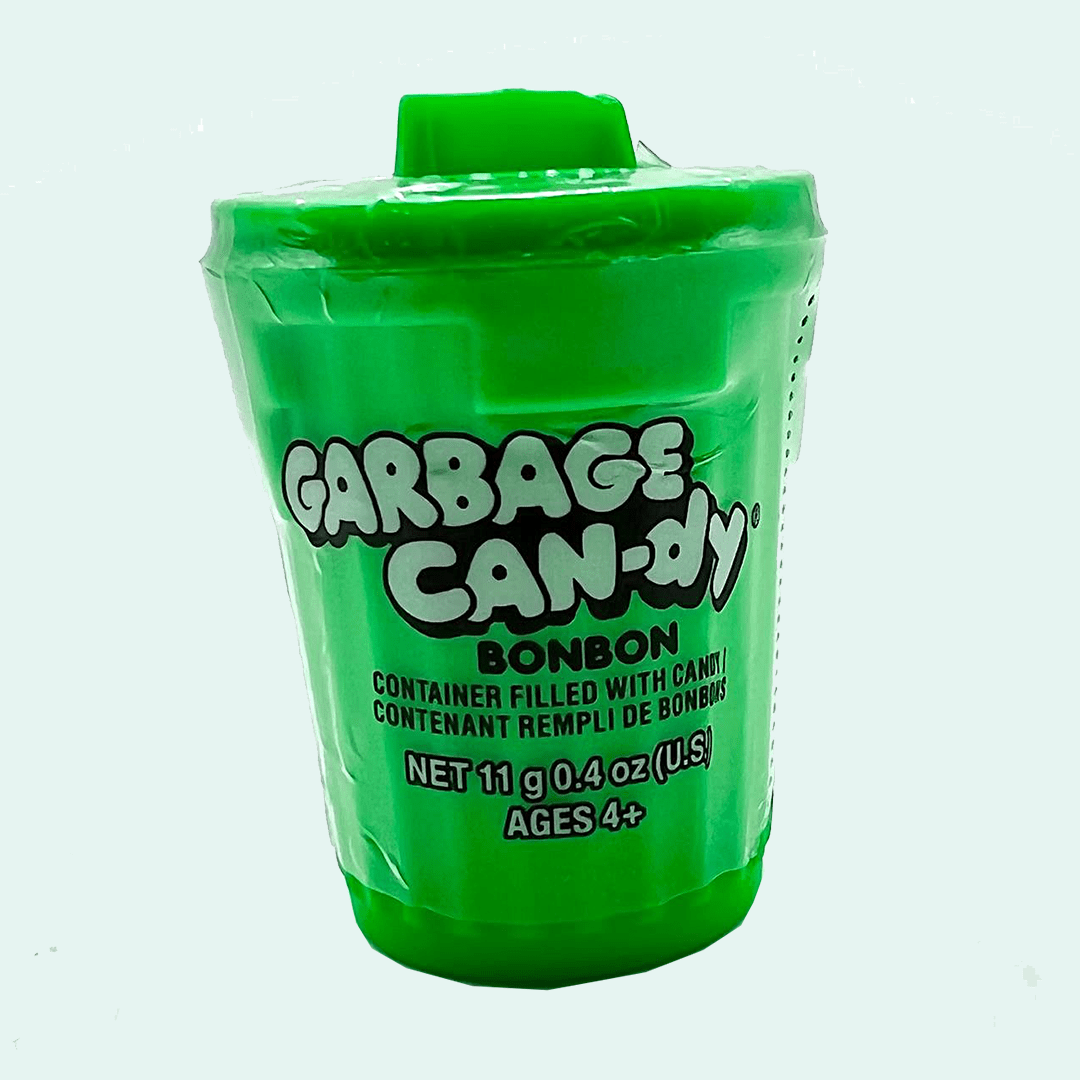 GARBAGE
CAN-dy®
BONBON
CONTAINER FILLED WITH CANDY /
CONTENANT REMPLI DE BONBONS
NET 11 g 0.4 oz (U.S.)
AGES 4+